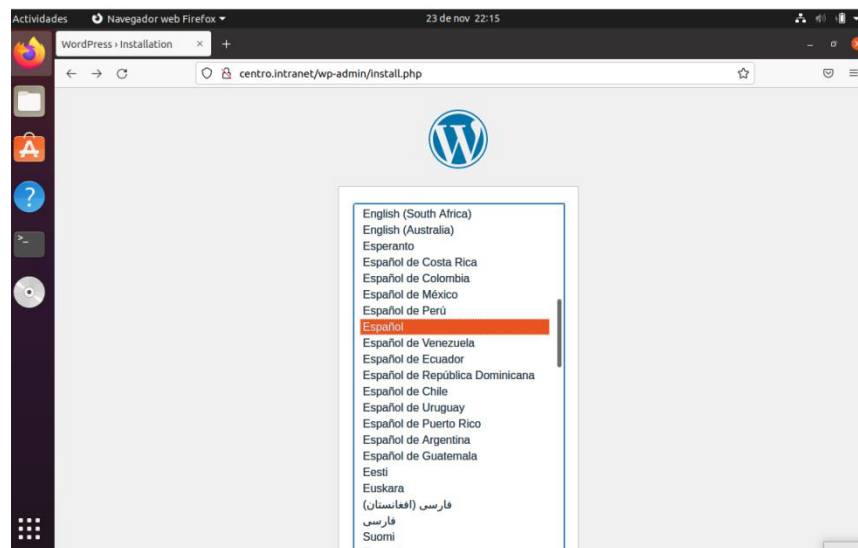 Actividades
Navegador web Firefox
23 de nov 22:15
WordPress › Installation
centro.intranet/wp-admin/install.php
English (South Africa)
English (Australia)
Esperanto
Español de Costa Rica
Español de Colombia
Español de México
Español de Perú
Español
Español de Venezuela
Español de Ecuador
Español de República Dominicana
Español de Chile
Español de Uruguay
Español de Puerto Rico
Español de Argentina
Español de Guatemala
Eesti
Euskara
فارسی (افغانستان)
فارسی
Suomi